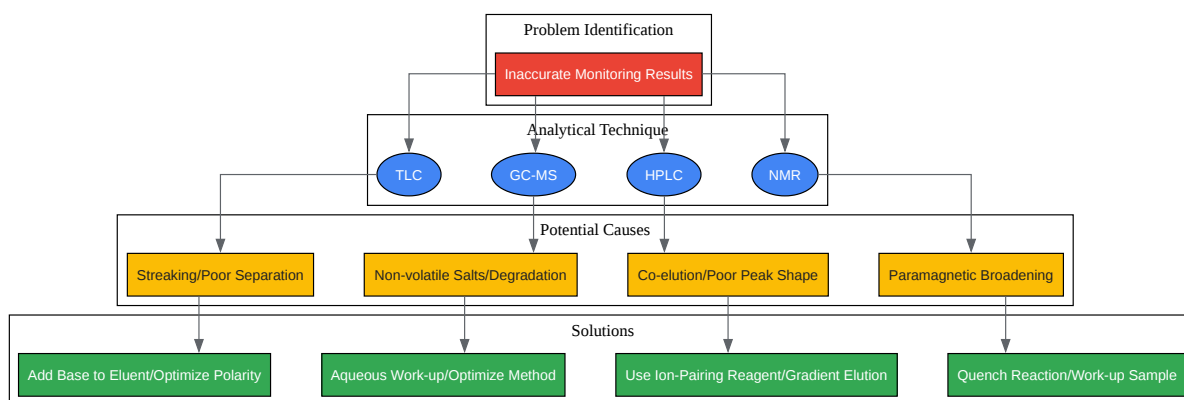 Problem Identification
Inaccurate Monitoring Results
Analytical Technique
TLC
GC-MS
HPLC
NMR
Potential Causes
Streaking/Poor Separation
Non-volatile Salts/Degradation
Co-elution/Poor Peak Shape
Paramagnetic Broadening
Solutions
Add Base to Eluent/Optimize Polarity
Aqueous Work-up/Optimize Method
Use Ion-Pairing Reagent/Gradient Elution
Quench Reaction/Work-up Sample